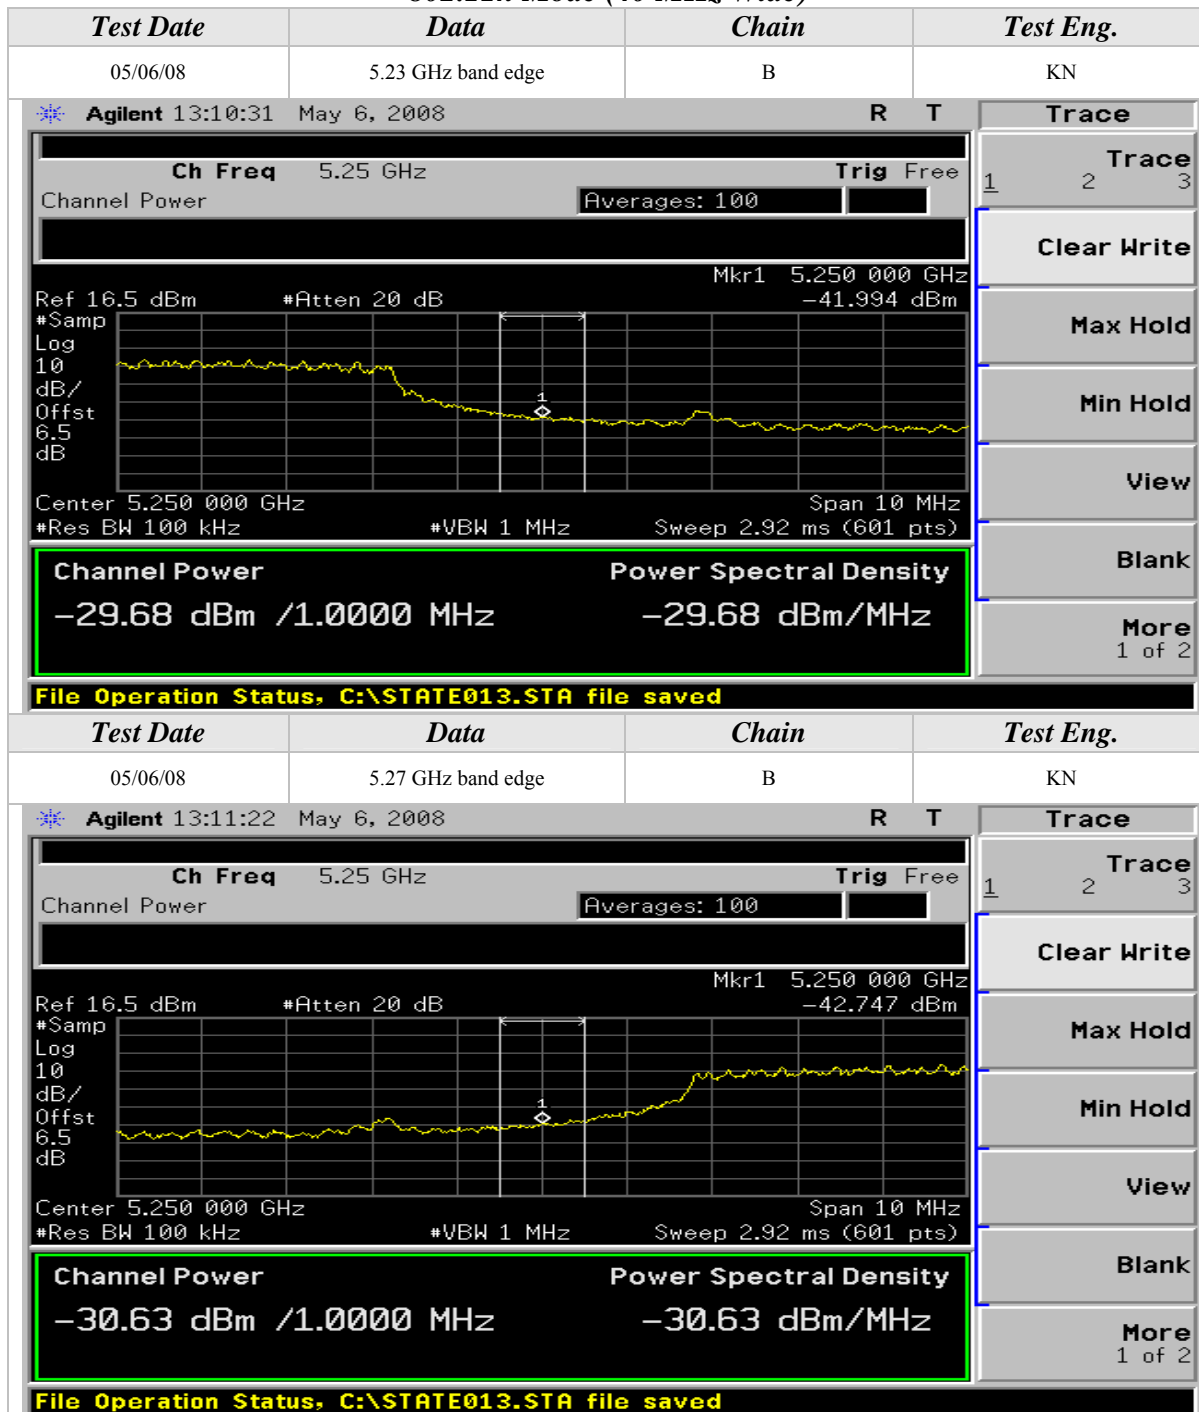 802.11n Mode (40 MHz Wide)
Test Date Data Chain Test Eng.
05/06/08 5.23 GHz band edge B KN
Agilent 13:10:31 May 6, 2008 R T Trace
Ch Freq 5.25 GHz Trig Free
Trace
1 2 3
Channel Power Averages: 100
Clear Write
Mkr1 5.250 000 GHz
Ref 16.5 dBm #Atten 20 dB -41.994 dBm
#Samp
Log
10
dB/
Offst
6.5
dB
1
Max Hold
Min Hold
View
Center 5.250 000 GHz Span 10 MHz
#Res BW 100 kHz #VBW 1 MHz Sweep 2.92 ms (601 pts)
Blank
Channel Power Power Spectral Density
-29.68 dBm /1.0000 MHz -29.68 dBm/MHz
More
1 of 2
File Operation Status, C:\STATE013.STA file saved
Test Date Data Chain Test Eng.
05/06/08 5.27 GHz band edge B KN
Agilent 13:11:22 May 6, 2008 R T Trace
Ch Freq 5.25 GHz Trig Free
Trace
1 2 3
Channel Power Averages: 100
Clear Write
Mkr1 5.250 000 GHz
Ref 16.5 dBm #Atten 20 dB -42.747 dBm
#Samp
Log
10
dB/
Offst
6.5
dB
1
Max Hold
Min Hold
View
Center 5.250 000 GHz Span 10 MHz
#Res BW 100 kHz #VBW 1 MHz Sweep 2.92 ms (601 pts)
Blank
Channel Power Power Spectral Density
-30.63 dBm /1.0000 MHz -30.63 dBm/MHz
More
1 of 2
File Operation Status, C:\STATE013.STA file saved